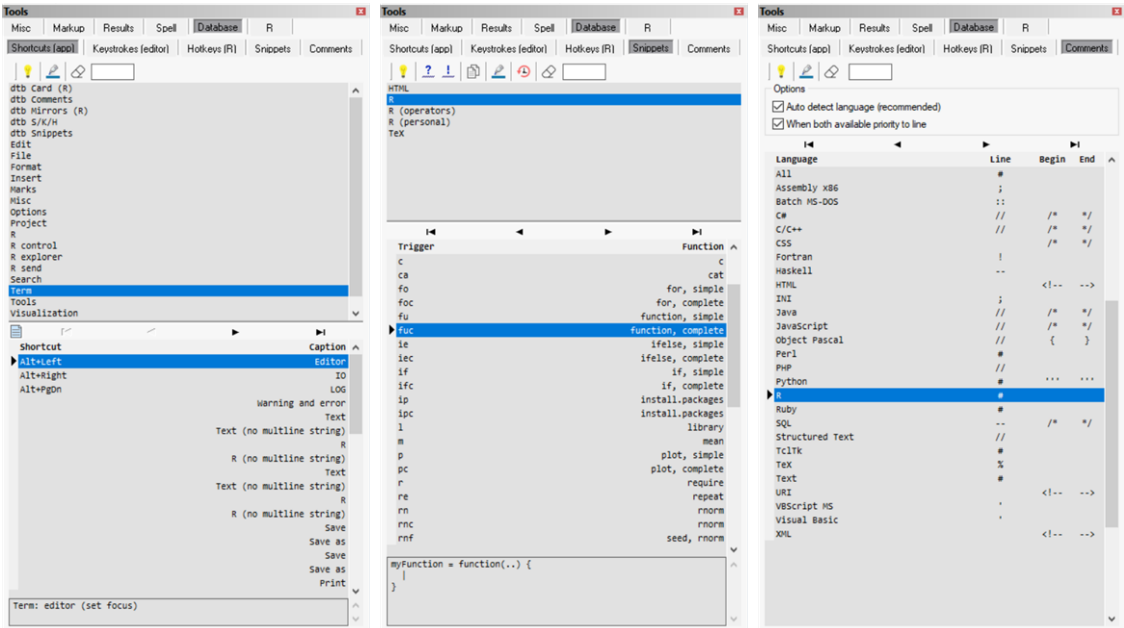 Tools
Misc Markup Results Spell Database R
Shortcuts (app) Keystrokes (editor) Hotkeys (R) Snippets Comments
dtb Card (R)
dtb Comments
dtb Mirrors (R)
dtb S/K/H
dtb Snippets
Edit
File
Format
Insert
Marks
Misc
Options
Project
R
R control
R explorer
R send
Search
Term
Tools
Visualization
Shortcut Caption
Alt+Left Editor
Alt+Right IO
Alt+PgDn LOG
Warning and error
Text
Text (no multline string)
R
R (no multline string)
Text
Text (no multline string)
R
R (no multline string)
Save
Save as
Save
Save as
Print
Term: editor (set focus)
Tools
Misc Markup Results Spell Database R
Shortcuts (app) Keystrokes (editor) Hotkeys (R) Snippets Comments
HTML
R
R (operators)
R (personal)
TeX
Trigger Function
c c
ca cat
fo for, simple
foc for, complete
fu function, simple
fuc function, complete
ie ifelse, simple
iec ifelse, complete
if if, simple
ifc if, complete
ip install.packages
ipc install.packages
l library
m mean
p plot, simple
pc plot, complete
r require
re repeat
rn rnorm
rnc rnorm
rnf seed, rnorm
myFunction = function(..) {
|
}
Tools
Misc Markup Results Spell Database R
Shortcuts (app) Keystrokes (editor) Hotkeys (R) Snippets Comments
Options
Auto detect language (recommended)
When both available priority to line
Language Line Begin End
All #
Assembly x86 ;
Batch MS-DOS ::
C# // /* */
C/C++ // /* */
CSS /* */
Fortran !
Haskell --
HTML <!-- -->
INI ;
Java // /* */
JavaScript // /* */
Object Pascal // { }
Perl #
PHP //
Python # ''' '''
R #
Ruby #
SQL -- /* */
Structured Text //
TclTk #
TeX %
Text #
URI <!-- -->
VBScript MS '
Visual Basic '
XML <!-- -->